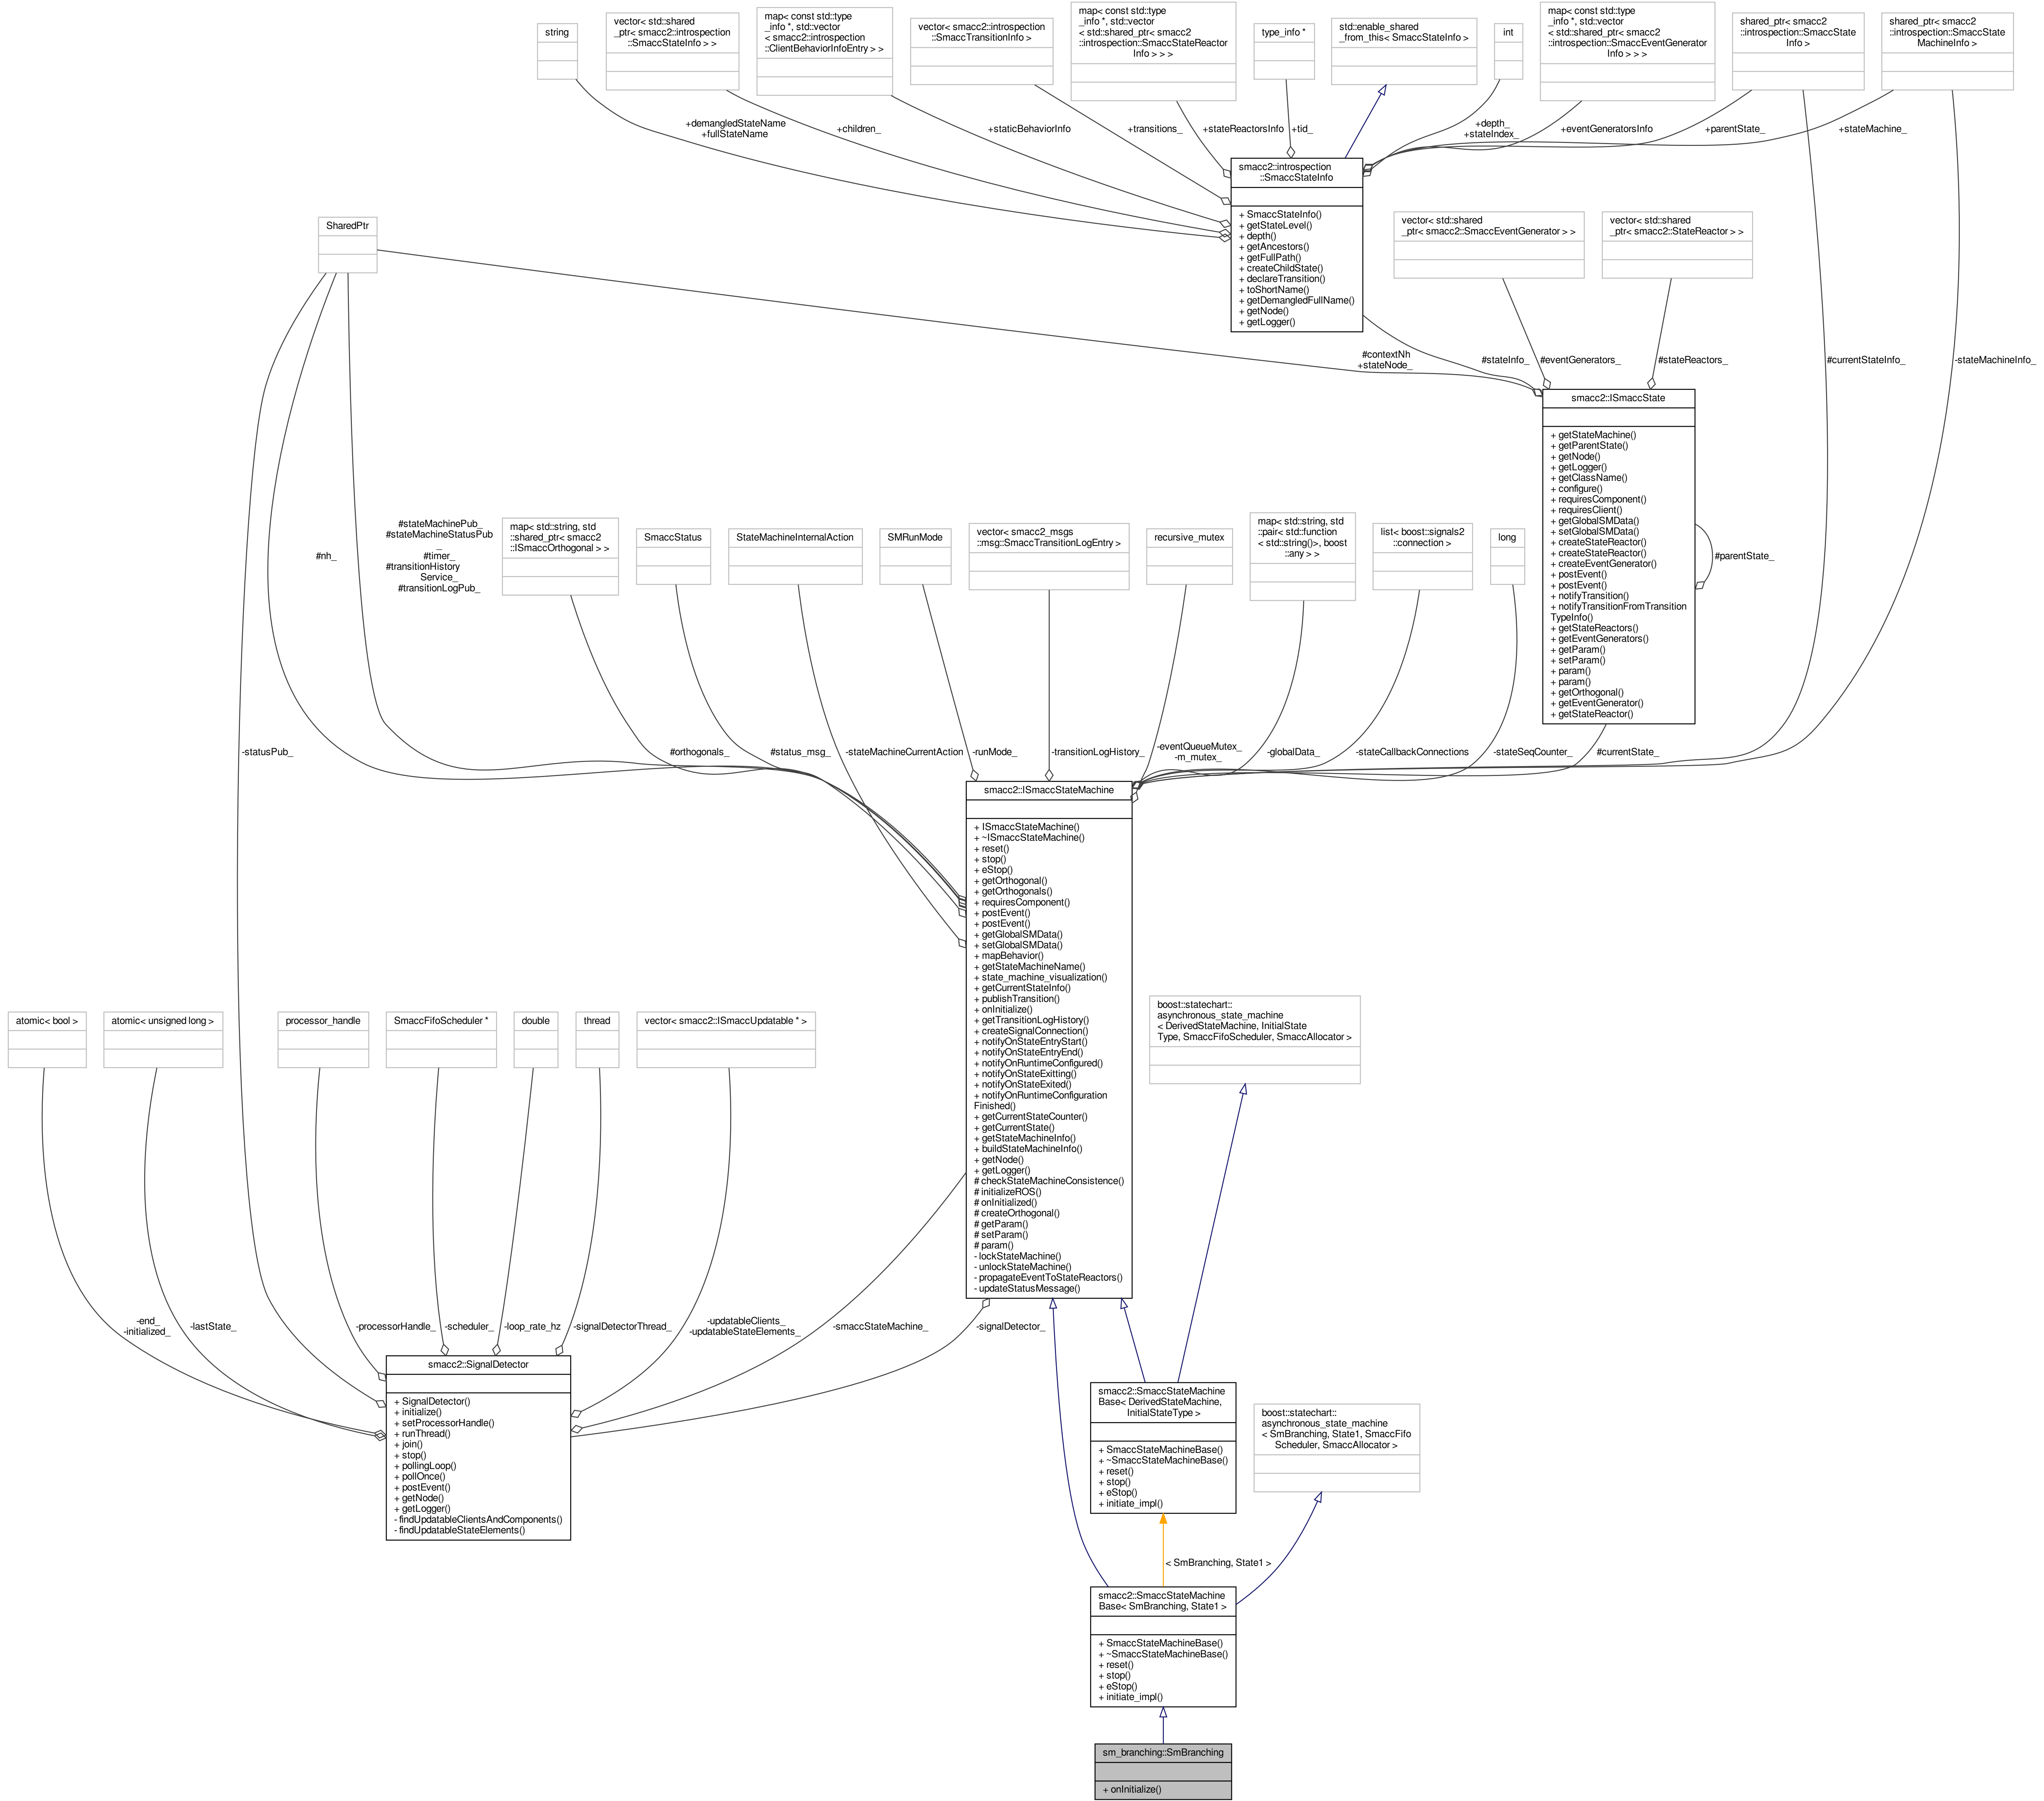 string
vector< std::shared
_ptr< smacc2::introspection
::SmaccStateInfo > >
map< const std::type
_info *, std::vector
< smacc2::introspection
::ClientBehaviorInfoEntry > >
vector< smacc2::introspection
::SmaccTransitionInfo >
map< const std::type
_info *, std::vector
< std::shared_ptr< smacc2
::introspection::SmaccStateReactor
Info > > >
type_info *
std::enable_shared
_from_this< SmaccStateInfo >
int
map< const std::type
_info *, std::vector
< std::shared_ptr< smacc2
::introspection::SmaccEventGenerator
Info > > >
shared_ptr< smacc2
::introspection::SmaccState
Info >
shared_ptr< smacc2
::introspection::SmaccState
MachineInfo >
+demangledStateName
+fullStateName
+children_
+staticBehaviorInfo
+transitions_
+stateReactorsInfo
+tid_
+depth_
+stateIndex_
+eventGeneratorsInfo
+parentState_
+stateMachine_
smacc2::introspection
::SmaccStateInfo
+ SmaccStateInfo()
+ getStateLevel()
+ depth()
+ getAncestors()
+ getFullPath()
+ createChildState()
+ declareTransition()
+ toShortName()
+ getDemangledFullName()
+ getNode()
+ getLogger()
SharedPtr
vector< std::shared
_ptr< smacc2::SmaccEventGenerator > >
vector< std::shared
_ptr< smacc2::StateReactor > >
#contextNh
+stateNode_
#stateInfo_
#eventGenerators_
#stateReactors_
#currentStateInfo_
-stateMachineInfo_
smacc2::ISmaccState
+ getStateMachine()
+ getParentState()
+ getNode()
+ getLogger()
+ getClassName()
+ configure()
+ requiresComponent()
+ requiresClient()
+ getGlobalSMData()
+ setGlobalSMData()
+ createStateReactor()
+ createStateReactor()
+ createEventGenerator()
+ postEvent()
+ postEvent()
+ notifyTransition()
+ notifyTransitionFromTransition
TypeInfo()
+ getStateReactors()
+ getEventGenerators()
+ getParam()
+ setParam()
+ param()
+ param()
+ getOrthogonal()
+ getEventGenerator()
+ getStateReactor()
#parentState_
#nh_
#stateMachinePub_
#stateMachineStatusPub
_
#timer_
#transitionHistory
Service_
#transitionLogPub_
map< std::string, std
::shared_ptr< smacc2
::ISmaccOrthogonal > >
SmaccStatus
StateMachineInternalAction
SMRunMode
vector< smacc2_msgs
::msg::SmaccTransitionLogEntry >
recursive_mutex
map< std::string, std
::pair< std::function
< std::string()>, boost
::any > >
list< boost::signals2
::connection >
long
-statusPub_
#orthogonals_
#status_msg_
-stateMachineCurrentAction
-runMode_
-transitionLogHistory_
-eventQueueMutex_
-m_mutex_
-globalData_
-stateCallbackConnections
-stateSeqCounter_
#currentState_
smacc2::ISmaccStateMachine
+ ISmaccStateMachine()
+ ~ISmaccStateMachine()
+ reset()
+ stop()
+ eStop()
+ getOrthogonal()
+ getOrthogonals()
+ requiresComponent()
+ postEvent()
+ postEvent()
+ getGlobalSMData()
+ setGlobalSMData()
+ mapBehavior()
+ getStateMachineName()
+ state_machine_visualization()
+ getCurrentStateInfo()
+ publishTransition()
+ onInitialize()
+ getTransitionLogHistory()
+ createSignalConnection()
+ notifyOnStateEntryStart()
+ notifyOnStateEntryEnd()
+ notifyOnRuntimeConfigured()
+ notifyOnStateExitting()
+ notifyOnStateExited()
+ notifyOnRuntimeConfiguration
Finished()
+ getCurrentStateCounter()
+ getCurrentState()
+ getStateMachineInfo()
+ buildStateMachineInfo()
+ getNode()
+ getLogger()
# checkStateMachineConsistence()
# initializeROS()
# onInitialized()
# createOrthogonal()
# getParam()
# setParam()
# param()
- lockStateMachine()
- unlockStateMachine()
- propagateEventToStateReactors()
- updateStatusMessage()
boost::statechart::
asynchronous_state_machine
< DerivedStateMachine, InitialState
Type, SmaccFifoScheduler, SmaccAllocator >
atomic< bool >
atomic< unsigned long >
processor_handle
SmaccFifoScheduler *
double
thread
vector< smacc2::ISmaccUpdatable * >
-end_
-initialized_
-lastState_
-processorHandle_
-scheduler_
-loop_rate_hz
-signalDetectorThread_
-updatableClients_
-updatableStateElements_
-smaccStateMachine_
-signalDetector_
smacc2::SignalDetector
+ SignalDetector()
+ initialize()
+ setProcessorHandle()
+ runThread()
+ join()
+ stop()
+ pollingLoop()
+ pollOnce()
+ postEvent()
+ getNode()
+ getLogger()
- findUpdatableClientsAndComponents()
- findUpdatableStateElements()
smacc2::SmaccStateMachine
Base< DerivedStateMachine,
InitialStateType >
+ SmaccStateMachineBase()
+ ~SmaccStateMachineBase()
+ reset()
+ stop()
+ eStop()
+ initiate_impl()
boost::statechart::
asynchronous_state_machine
< SmBranching, State1, SmaccFifo
Scheduler, SmaccAllocator >
< SmBranching, State1 >
smacc2::SmaccStateMachine
Base< SmBranching, State1 >
+ SmaccStateMachineBase()
+ ~SmaccStateMachineBase()
+ reset()
+ stop()
+ eStop()
+ initiate_impl()
sm_branching::SmBranching
+ onInitialize()